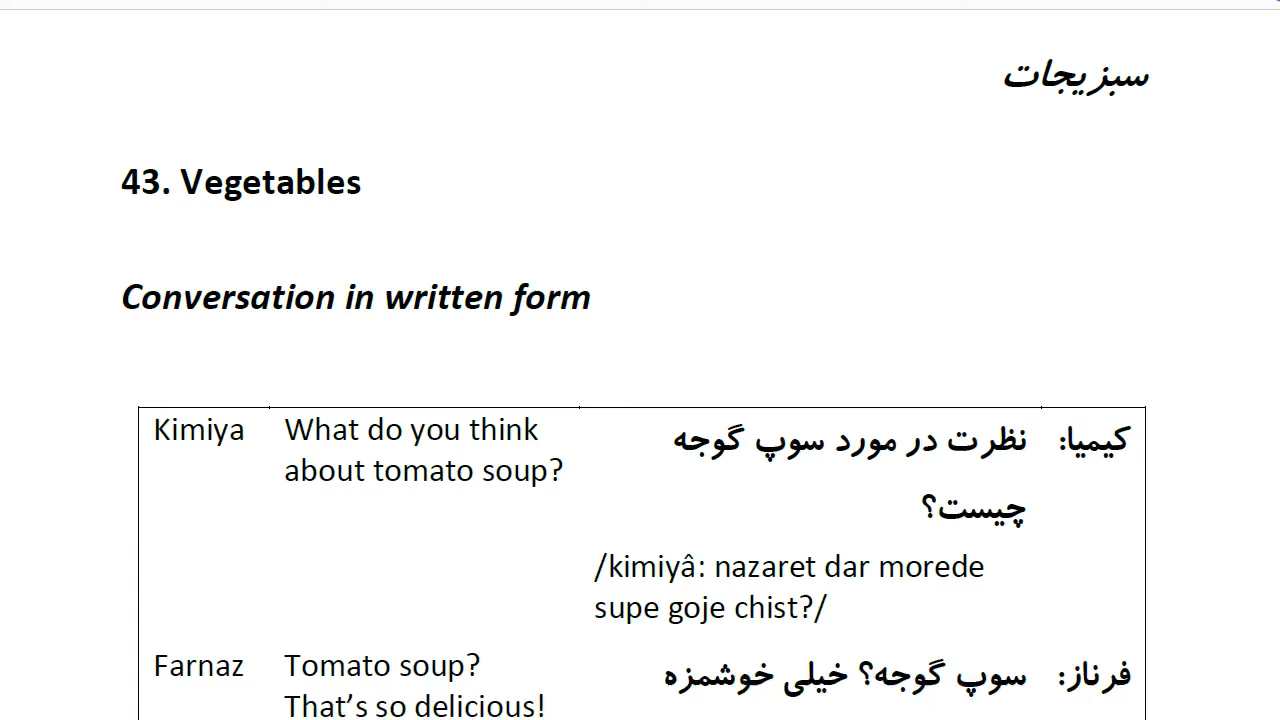 سبزیجات
43. Vegetables
Conversation in written form
Kimiya
What do you think
about tomato soup?
کیمیا:
نظرت در مورد سوپ گوجه
چیست؟
/kimiyâ: nazaret dar morede
supe goje chist?/
Farnaz
Tomato soup?
That’s so delicious!
فرناز:
سوپ گوجه؟ خیلی خوشمزه